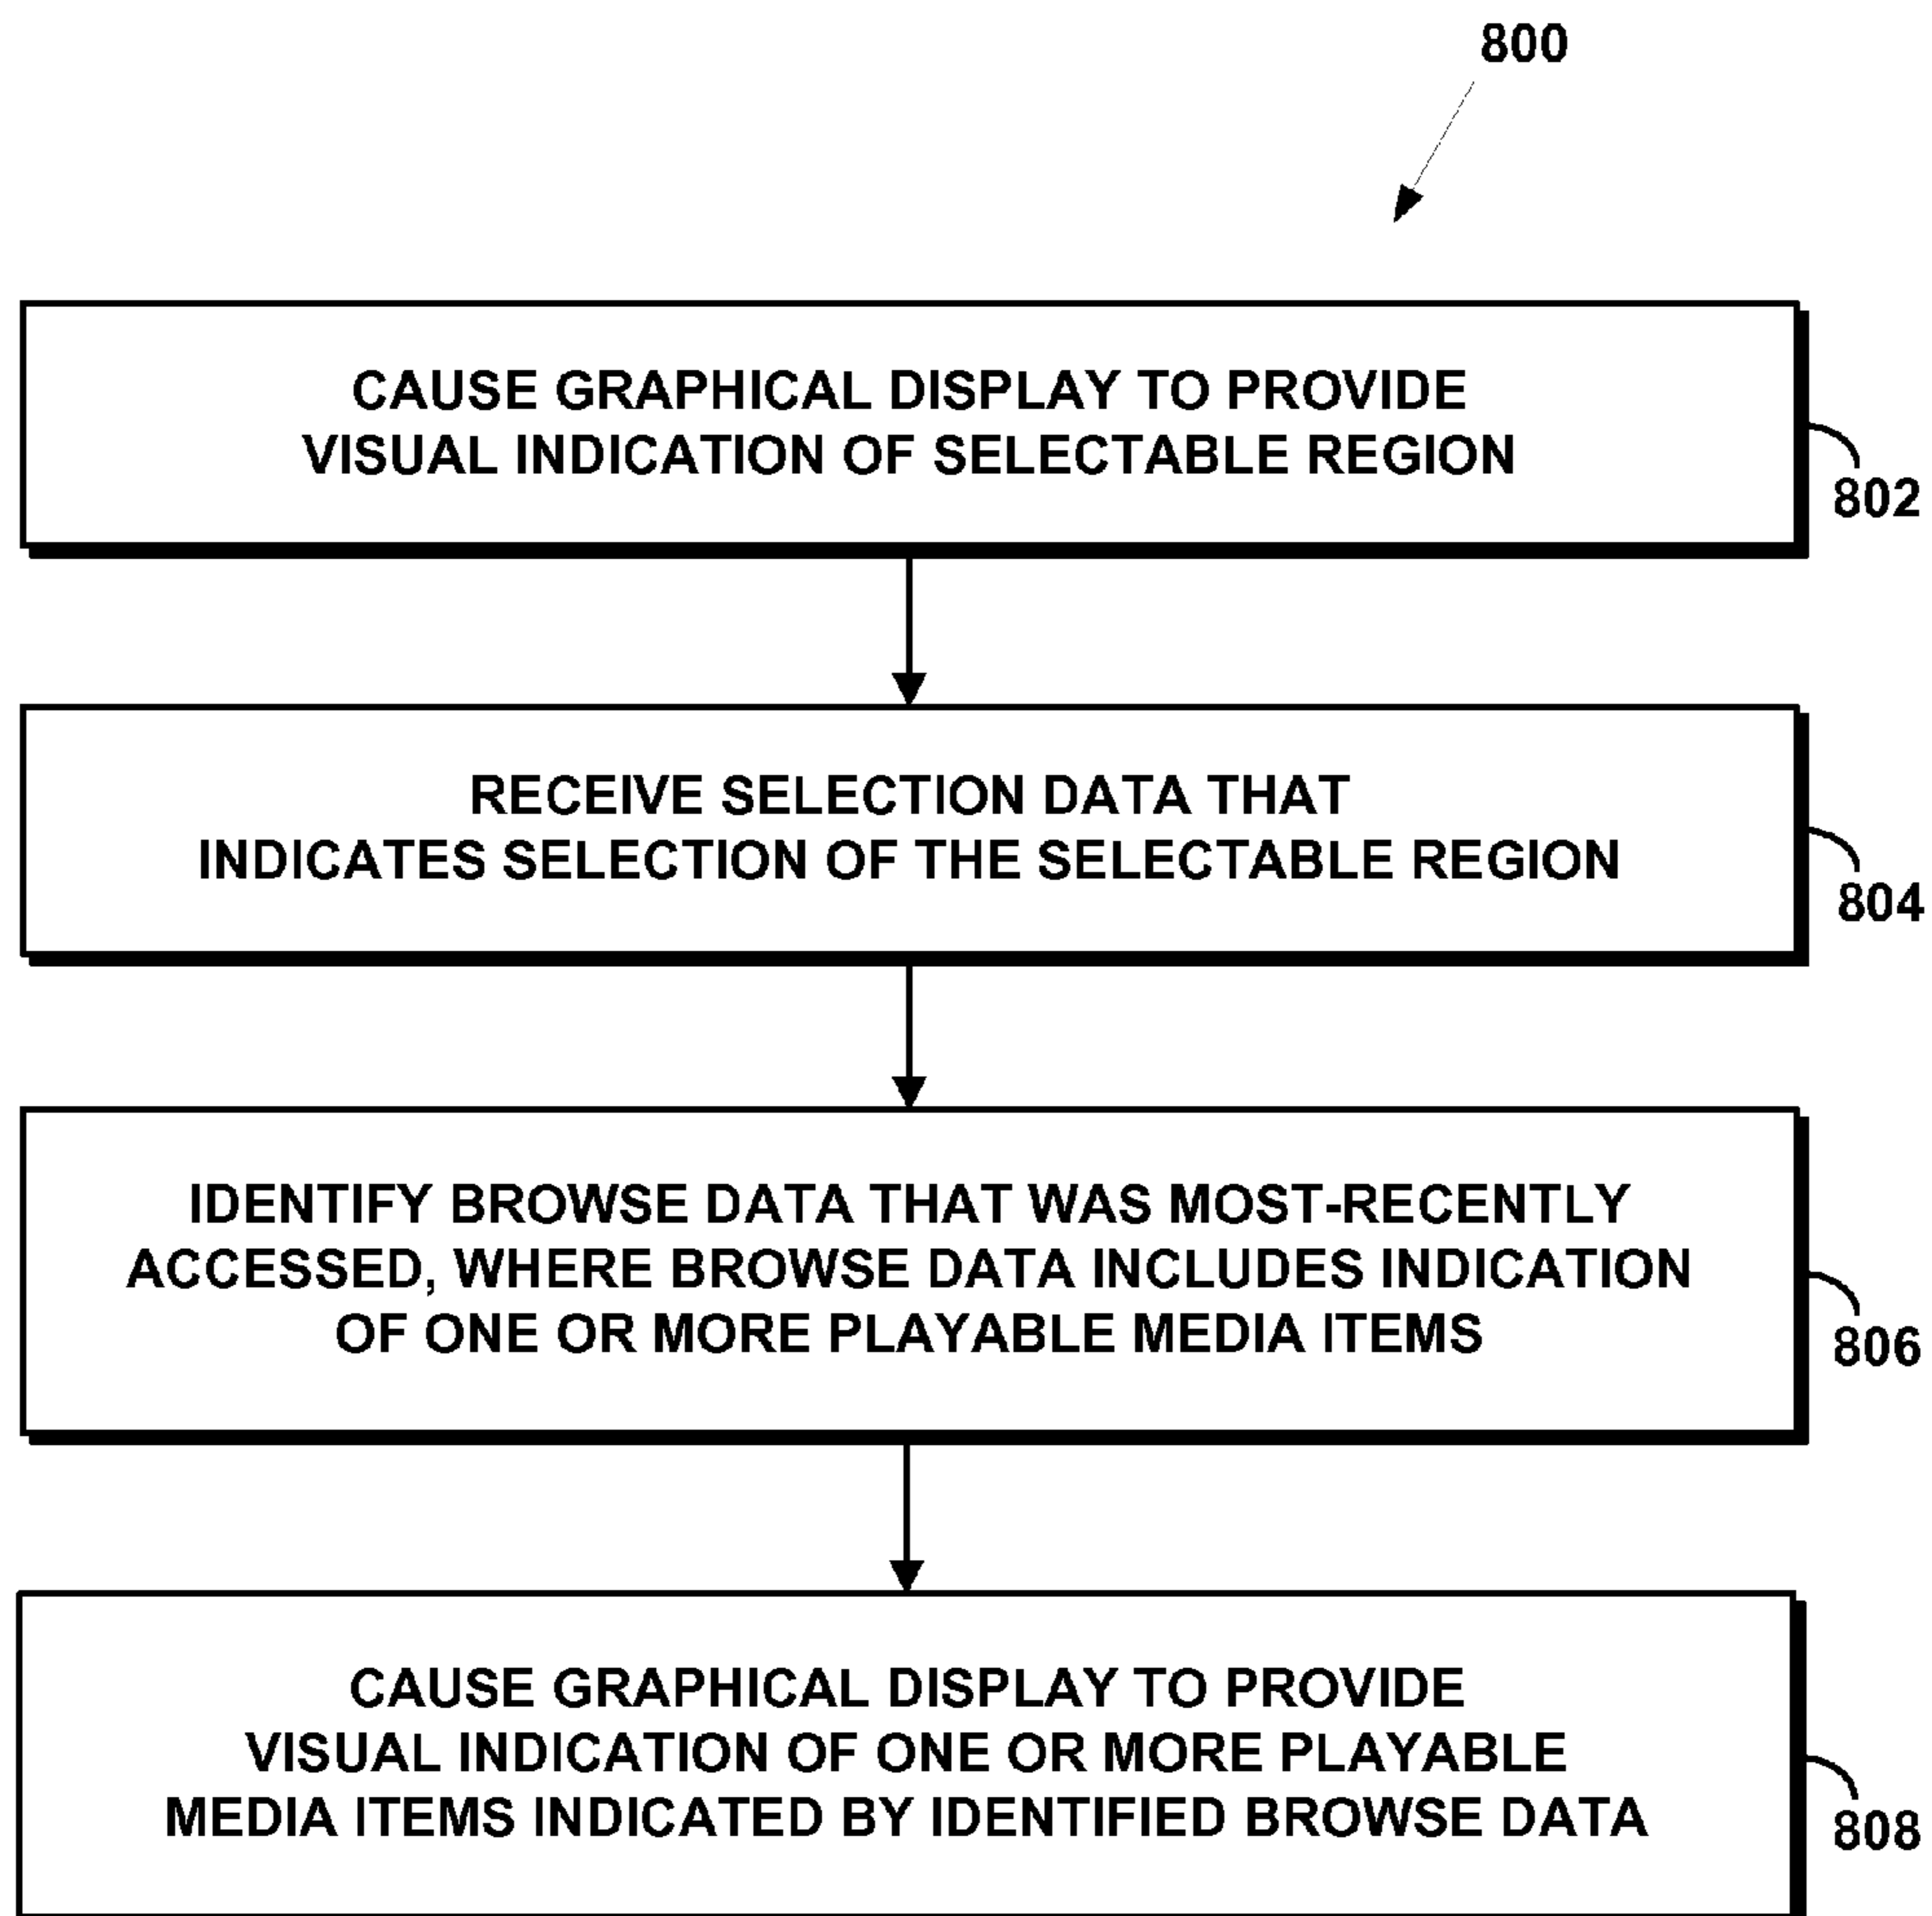 800
CAUSE GRAPHICAL DISPLAY TO PROVIDE
VISUAL INDICATION OF SELECTABLE REGION
802
RECEIVE SELECTION DATA THAT
INDICATES SELECTION OF THE SELECTABLE REGION
804
IDENTIFY BROWSE DATA THAT WAS MOST-RECENTLY
ACCESSED, WHERE BROWSE DATA INCLUDES INDICATION
OF ONE OR MORE PLAYABLE MEDIA ITEMS
806
CAUSE GRAPHICAL DISPLAY TO PROVIDE
VISUAL INDICATION OF ONE OR MORE PLAYABLE
MEDIA ITEMS INDICATED BY IDENTIFIED BROWSE DATA
808